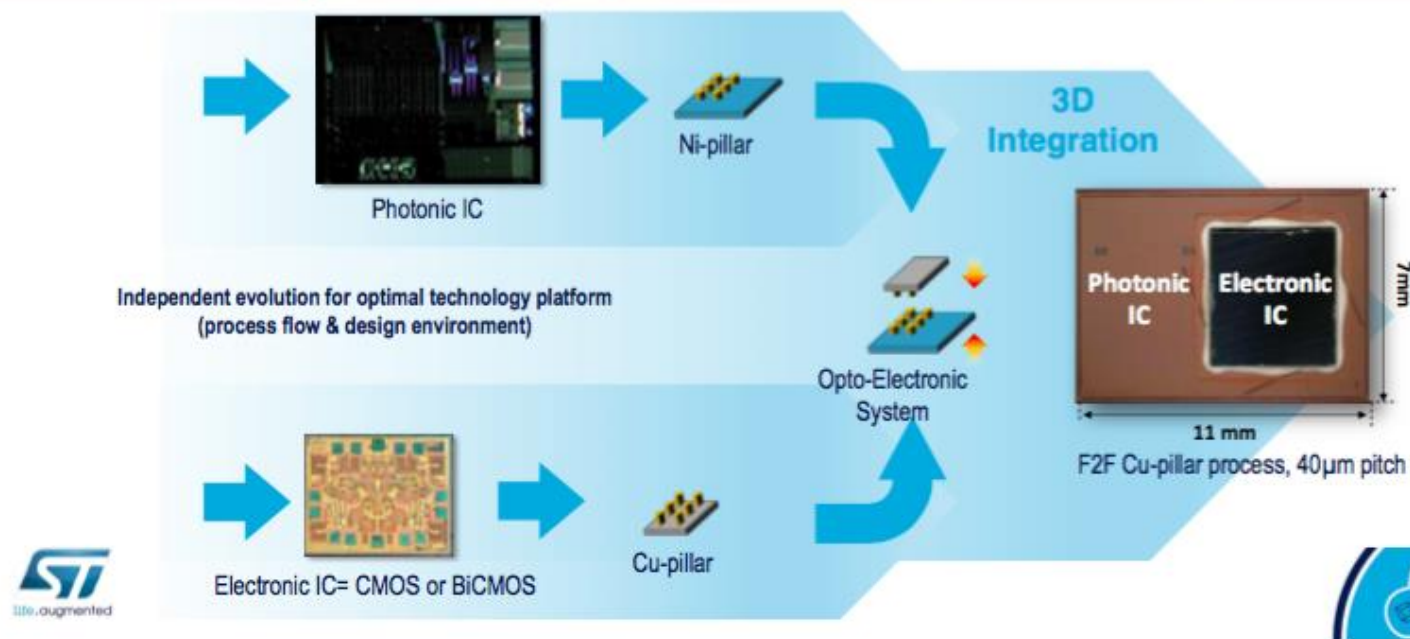 3D
Integration
Ni-pillar
Photonic IC
Independent evolution for optimal technology platform
(process flow & design environment)
Photonic
IC
Electronic
IC
7mm
Opto-Electronic
System
11 mm
F2F Cu-pillar process, 40µm pitch
Cu-pillar
Electronic IC= CMOS or BiCMOS
ST
life.augmented